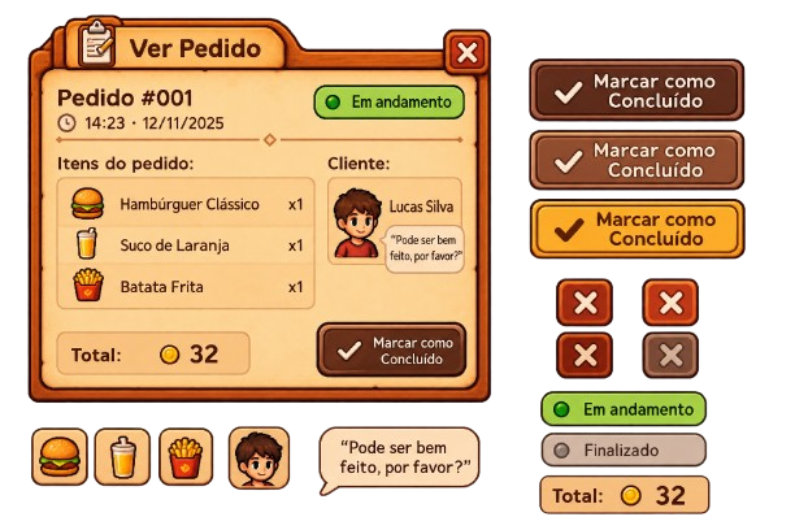 Ver Pedido
Pedido #001
Em andamento
14:23 · 12/11/2025
Itens do pedido:
Hambúrguer Clássico x1
Suco de Laranja x1
Batata Frita x1
Cliente:
Lucas Silva
“Pode ser bem
feito, por favor?”
Total: 32
Marcar como
Concluído
“Pode ser bem
feito, por favor?”
Marcar como
Concluído
Marcar como
Concluído
Marcar como
Concluído
Em andamento
Finalizado
Total: 32